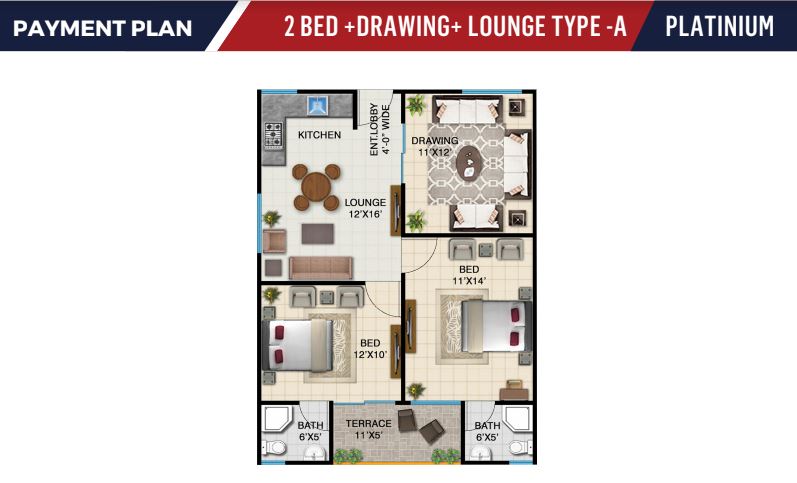 PAYMENT PLAN
2 BED +DRAWING+ LOUNGE TYPE -A
PLATINIUM
KITCHEN
ENT.LOBBY
4'-0" WIDE
DRAWING
11'X12'
LOUNGE
12'X16'
BED
11'X14'
BED
12'X10'
BATH
6'X5'
TERRACE
11'X5'
BATH
6'X5'